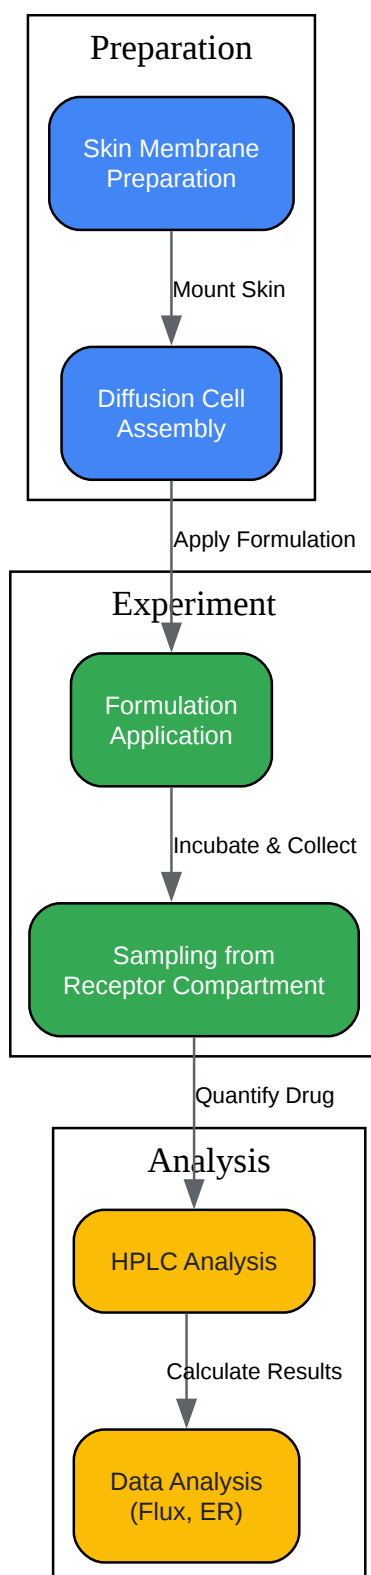 Preparation
Skin Membrane
Preparation
Mount Skin
Diffusion Cell
Assembly
Apply Formulation
Experiment
Formulation
Application
Incubate & Collect
Sampling from
Receptor Compartment
Quantify Drug
Analysis
HPLC Analysis
Calculate Results
Data Analysis
(Flux, ER)